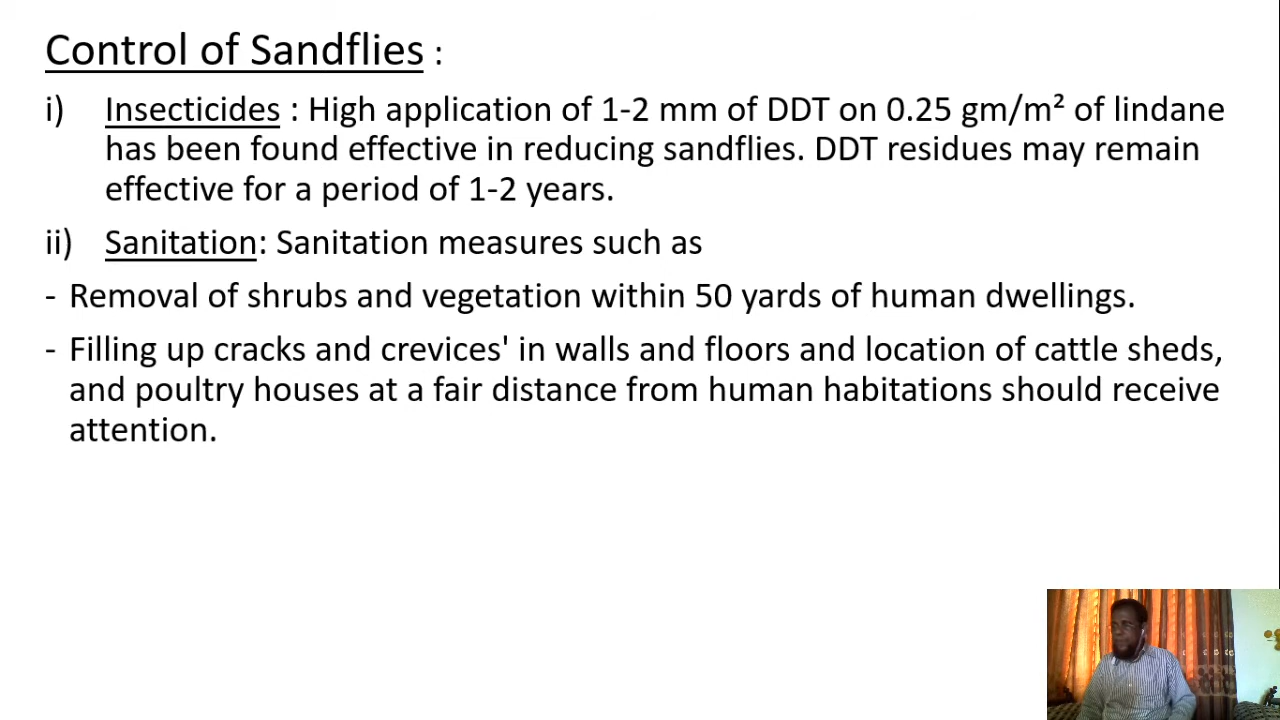 Control of Sandflies :
i) Insecticides : High application of 1-2 mm of DDT on 0.25 gm/m² of lindane
has been found effective in reducing sandflies. DDT residues may remain
effective for a period of 1-2 years.
ii) Sanitation: Sanitation measures such as
- Removal of shrubs and vegetation within 50 yards of human dwellings.
- Filling up cracks and crevices' in walls and floors and location of cattle sheds,
and poultry houses at a fair distance from human habitations should receive
attention.